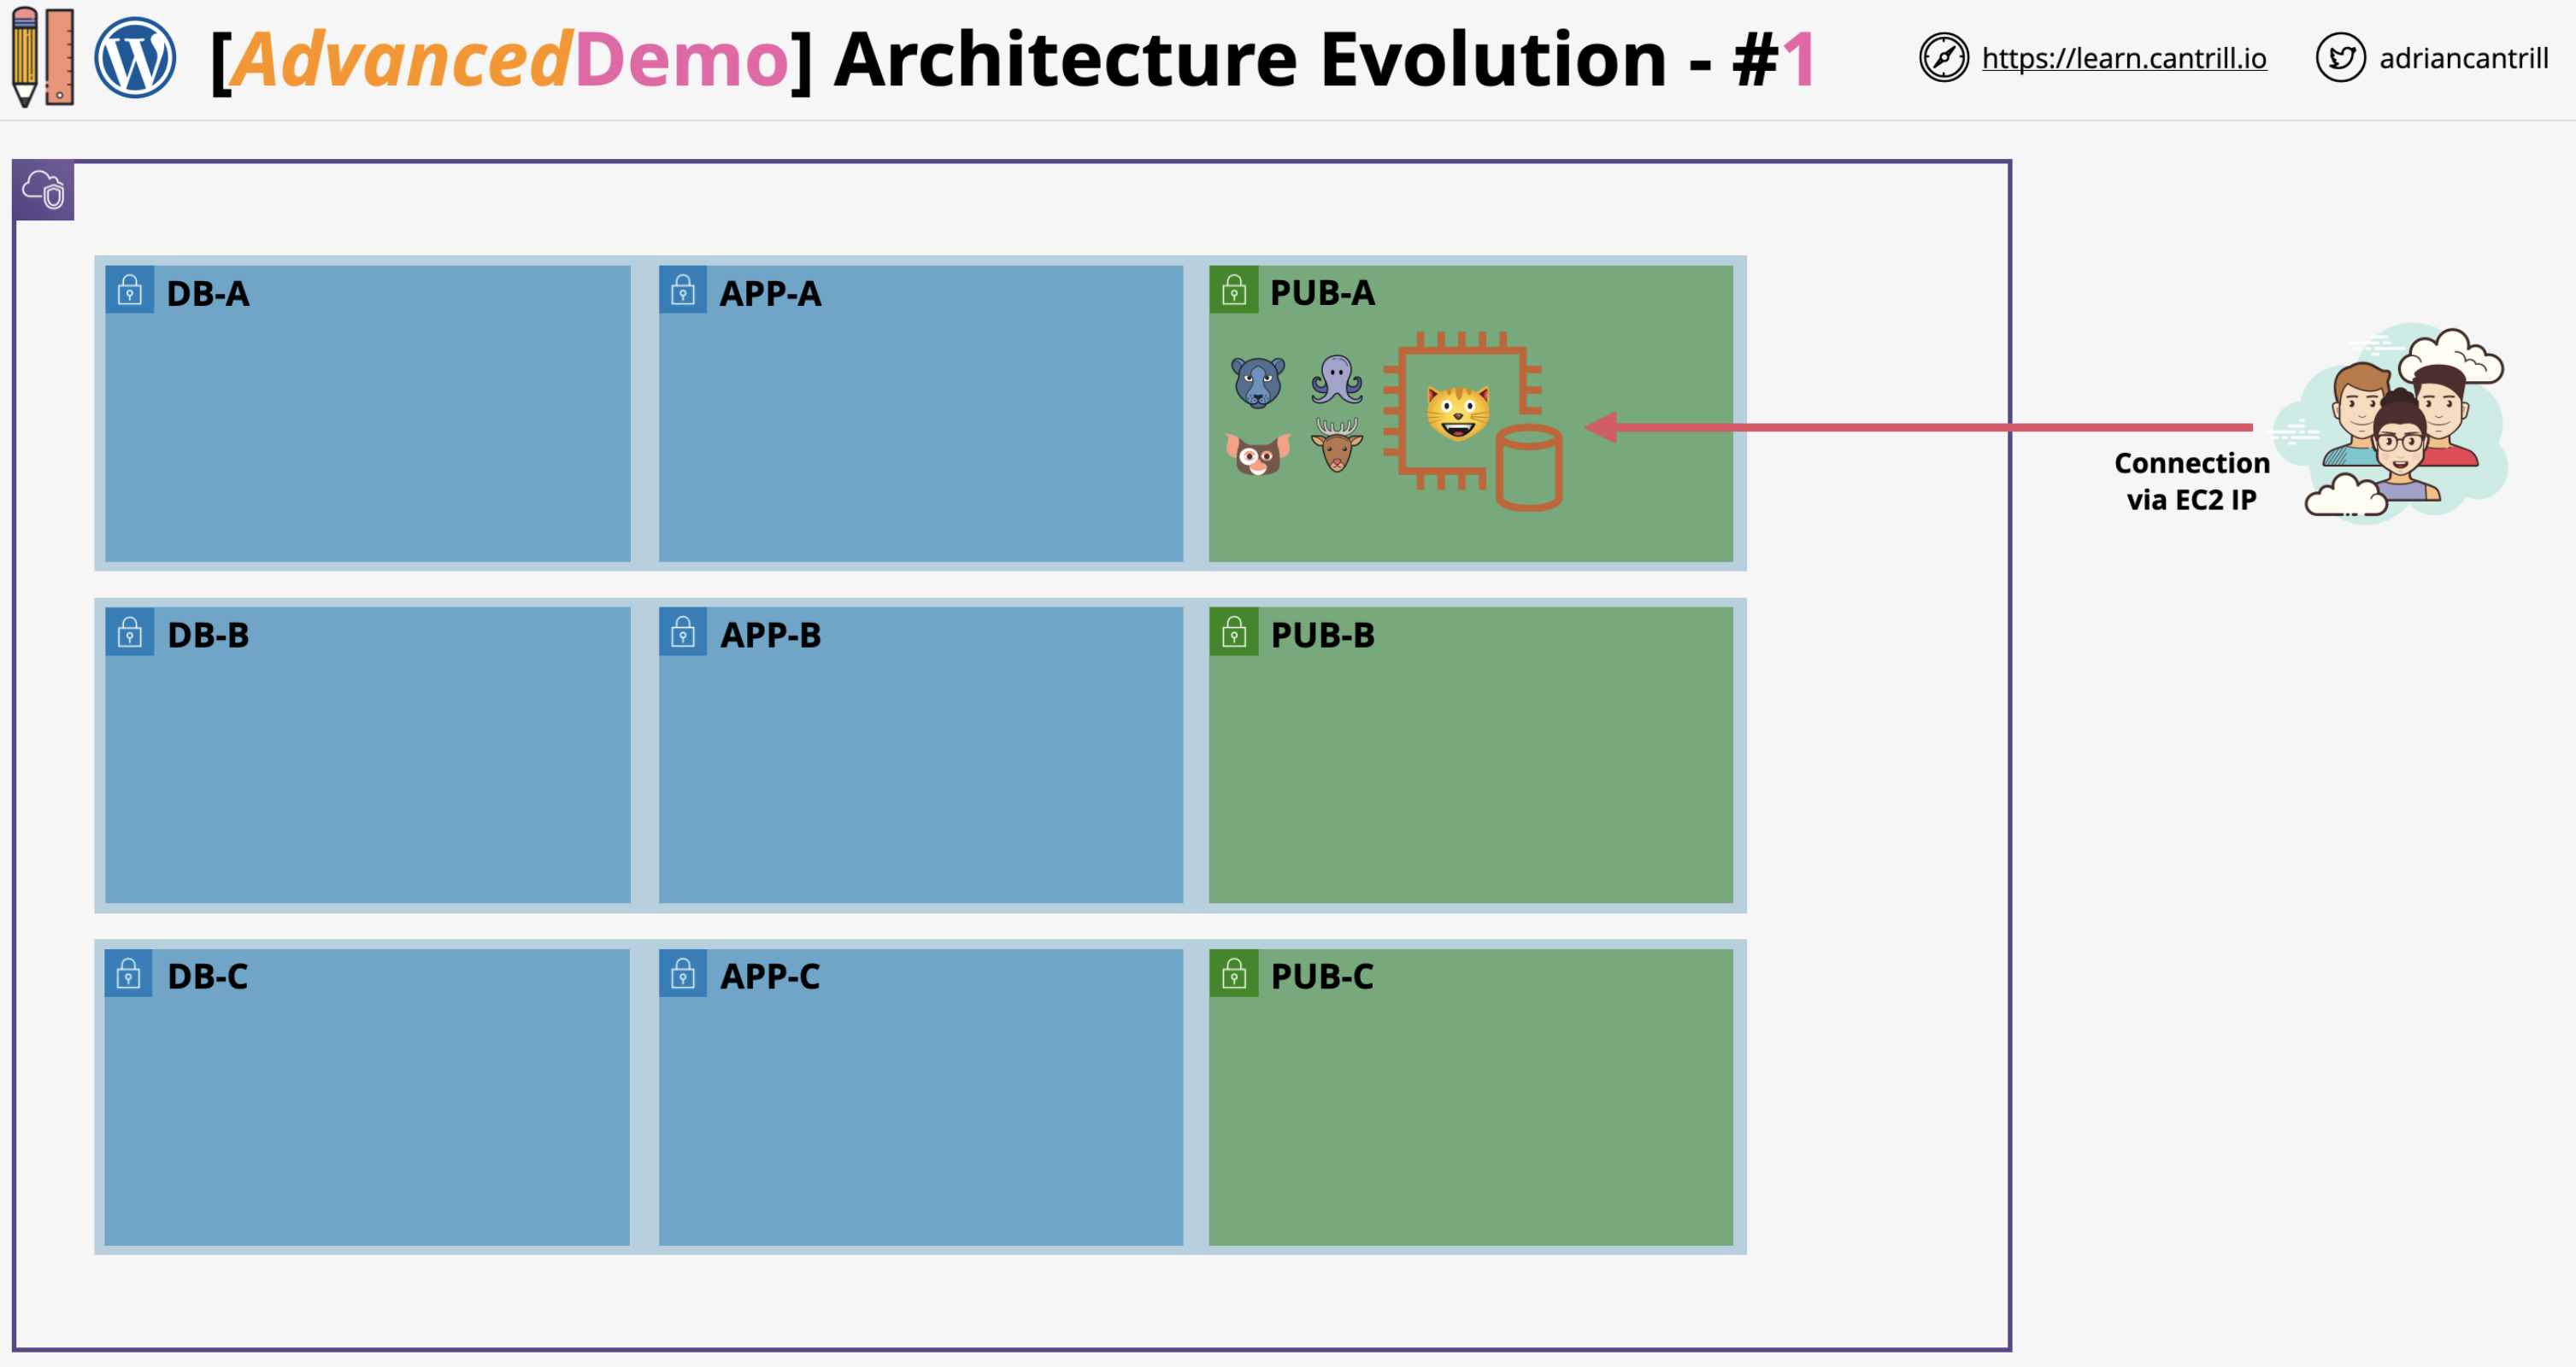 [AdvancedDemo] Architecture Evolution - #1
https://learn.cantrill.io
adriancantrill
DB-A
APP-A
PUB-A
Connection
via EC2 IP
DB-B
APP-B
PUB-B
DB-C
APP-C
PUB-C